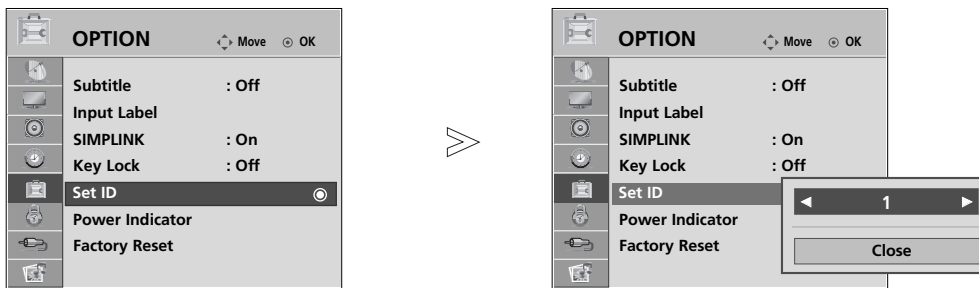 OPTION Move OK
Subtitle : Off
Input Label
SIMPLINK : On
Key Lock : Off
Set ID
Power Indicator
Factory Reset
OPTION Move OK
Subtitle : Off
Input Label
SIMPLINK : On
Key Lock : Off
Set ID
Power Indicator
Factory Reset
◀ 1 ▶
Close